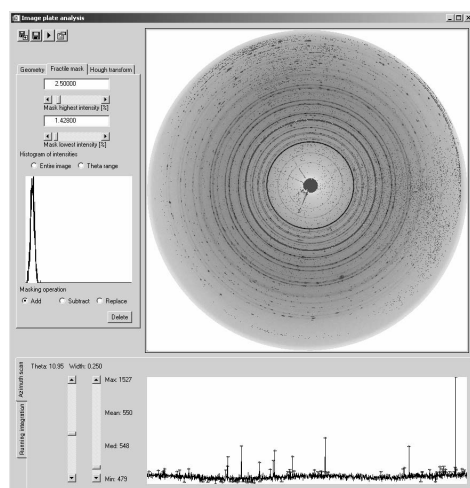 Image plate analysis
Geometry Fractile mask Hough transform
2.50000
Mask highest intensity [%]
1.42800
Mask lowest intensity [%]
Histogram of intensities
Entire image Theta range
Masking operation
Add Subtract Replace
Delete
Azimuth scan
Running integration
Theta: 10.95 Width: 0.250
Max: 1527
Mean: 550
Med: 548
Min: 479